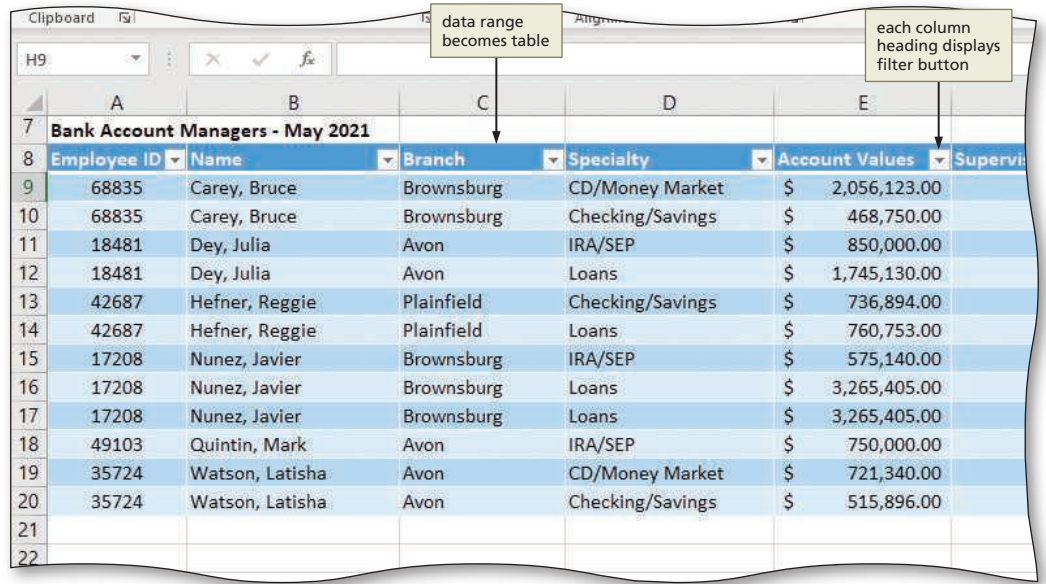 Clipboard
data range
becomes table
each column
heading displays
filter button
H9 fx
A B C D E
7 Bank Account Managers - May 2021
8 Employee ID Name Branch Specialty Account Values
9 68835 Carey, Bruce Brownsburg CD/Money Market $ 2,056,123.00
10 68835 Carey, Bruce Brownsburg Checking/Savings $ 468,750.00
11 18481 Dey, Julia Avon IRA/SEP $ 850,000.00
12 18481 Dey, Julia Avon Loans $ 1,745,130.00
13 42687 Hefner, Reggie Plainfield Checking/Savings $ 736,894.00
14 42687 Hefner, Reggie Plainfield Loans $ 760,753.00
15 17208 Nunez, Javier Brownsburg IRA/SEP $ 575,140.00
16 17208 Nunez, Javier Brownsburg Loans $ 3,265,405.00
17 17208 Nunez, Javier Brownsburg Loans $ 3,265,405.00
18 49103 Quintin, Mark Avon IRA/SEP $ 750,000.00
19 35724 Watson, Latisha Avon CD/Money Market $ 721,340.00
20 35724 Watson, Latisha Avon Checking/Savings $ 515,896.00
21
22